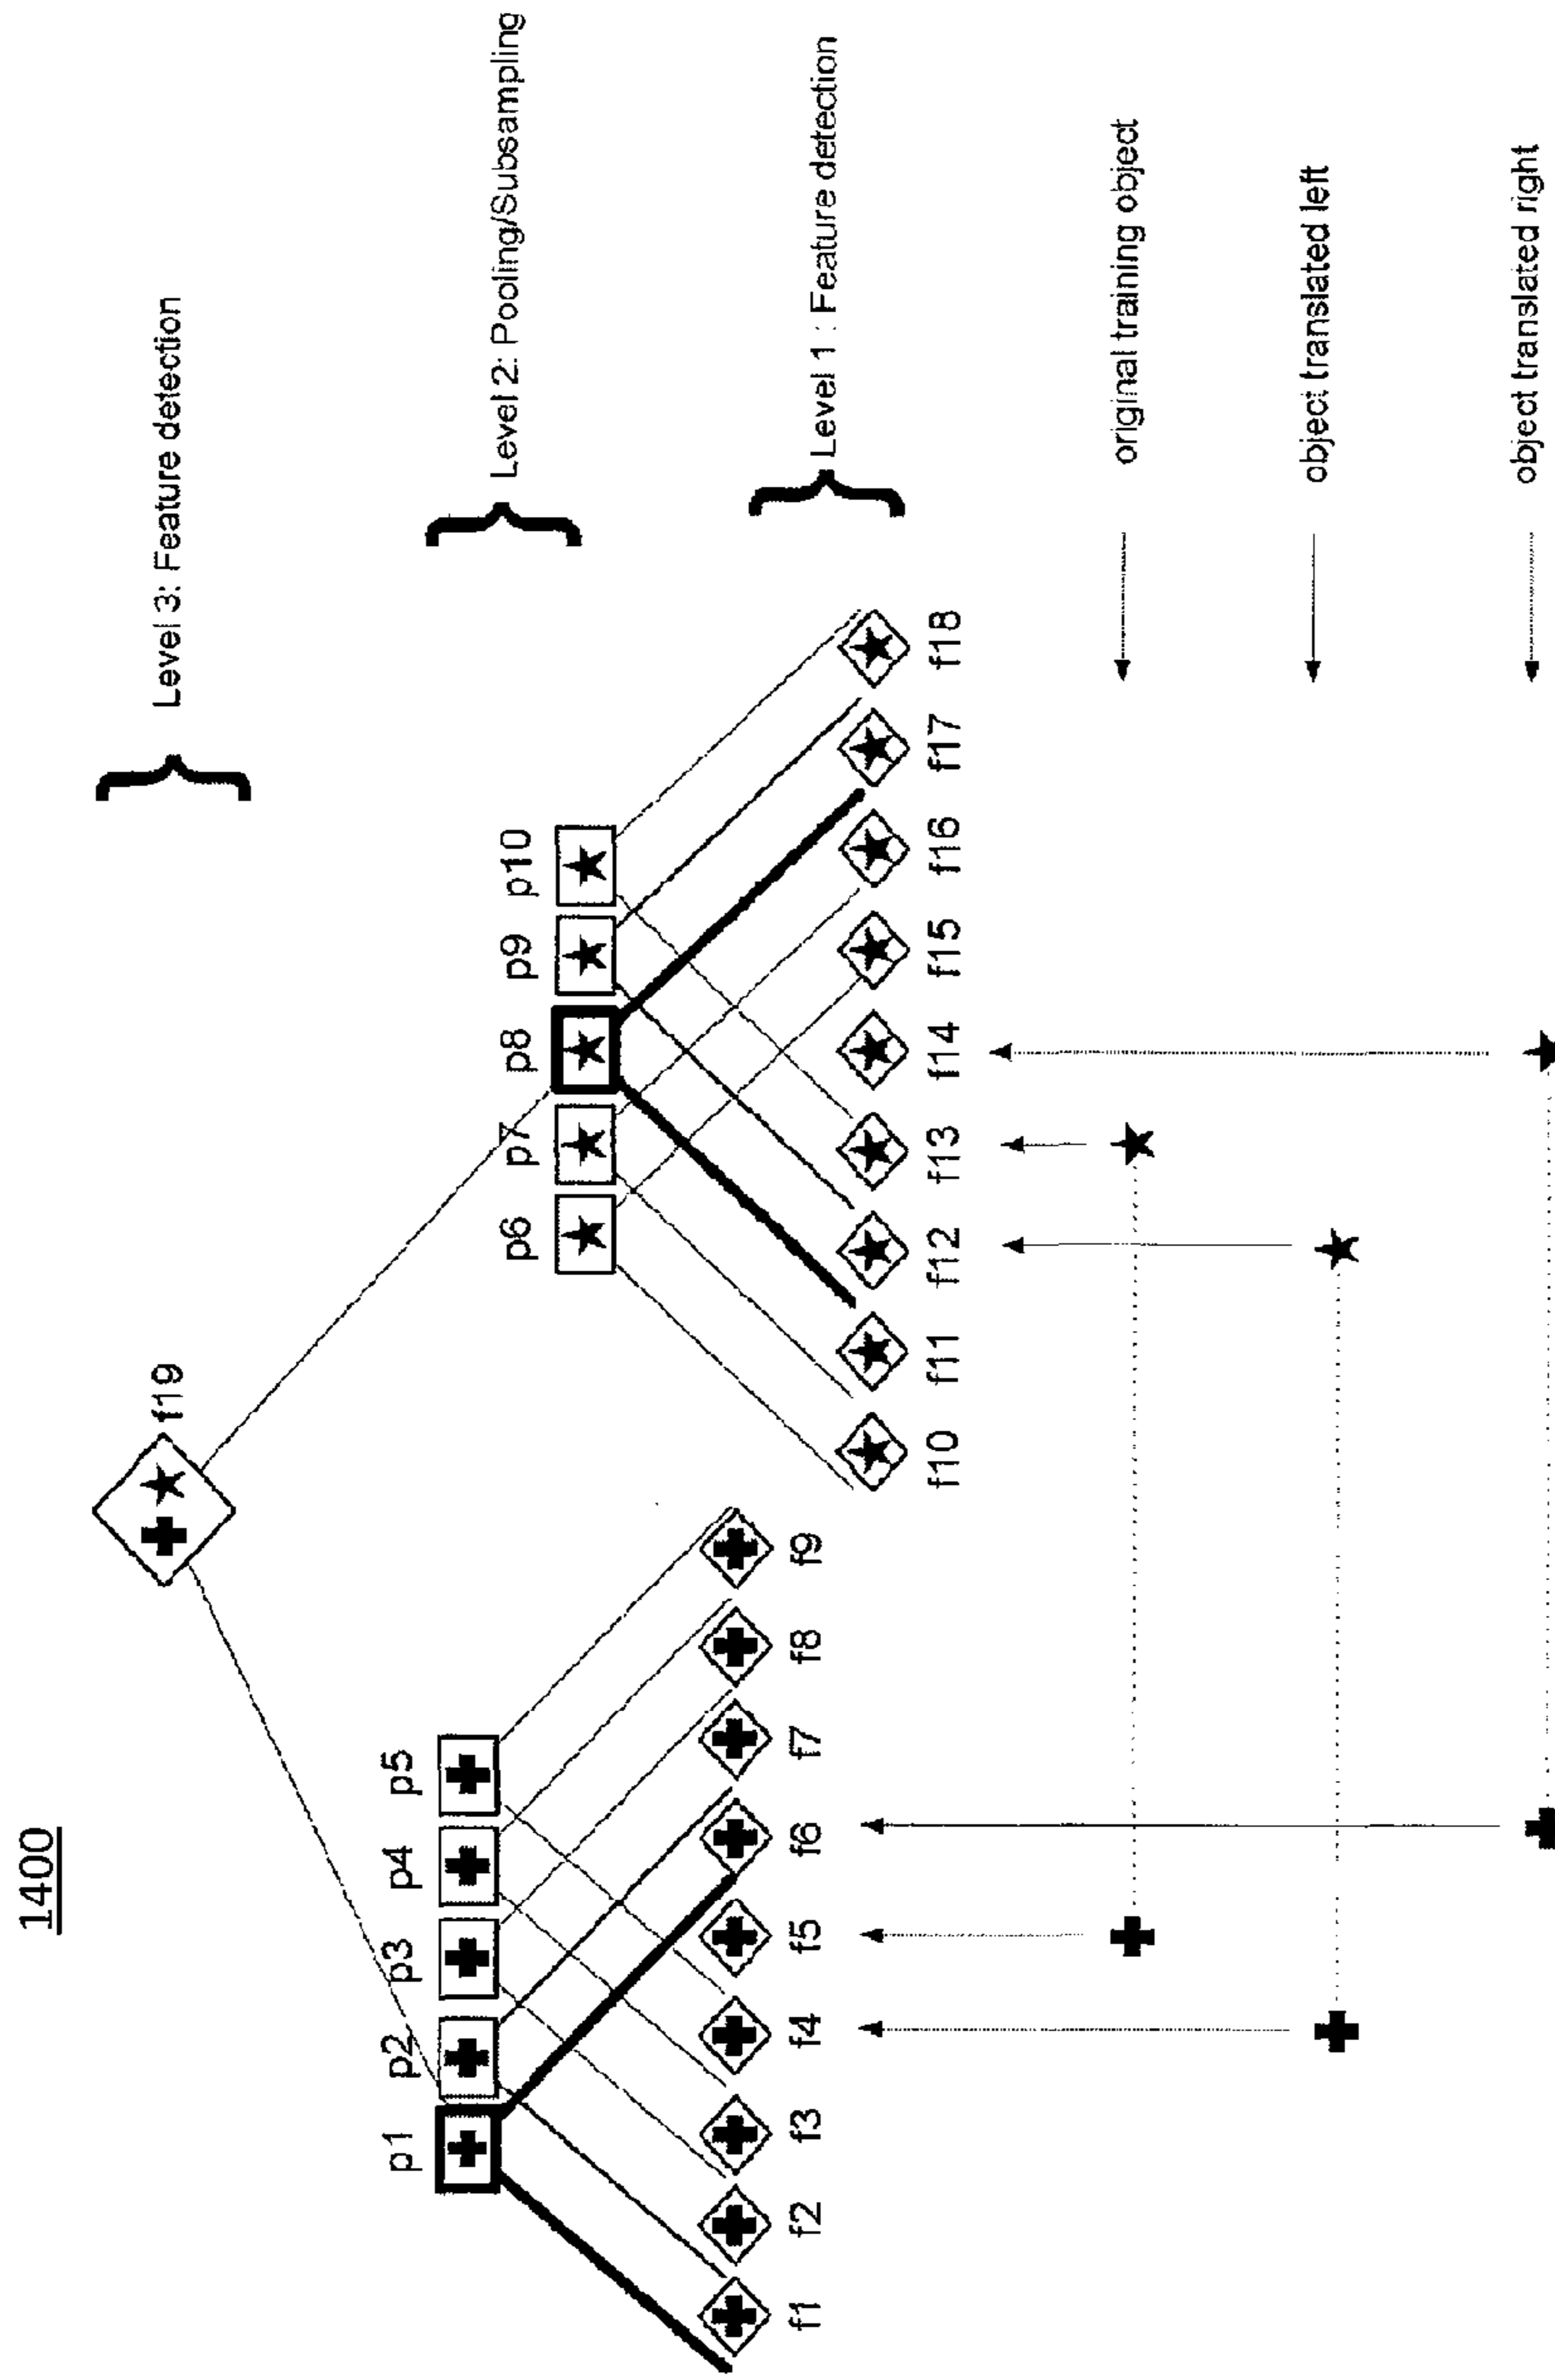 1400
f19
Level 3: Feature detection
p1 p2 p3 p4 p5
p6 p7 p8 p9 p10
Level 2: Pooling/Subsampling
f1 f2 f3 f4 f5 f6 f7 f8 f9
f10 f11 f12 f13 f14 f15 f16 f17 f18
Level 1 : Feature detection
original training object
object translated left
object translated right